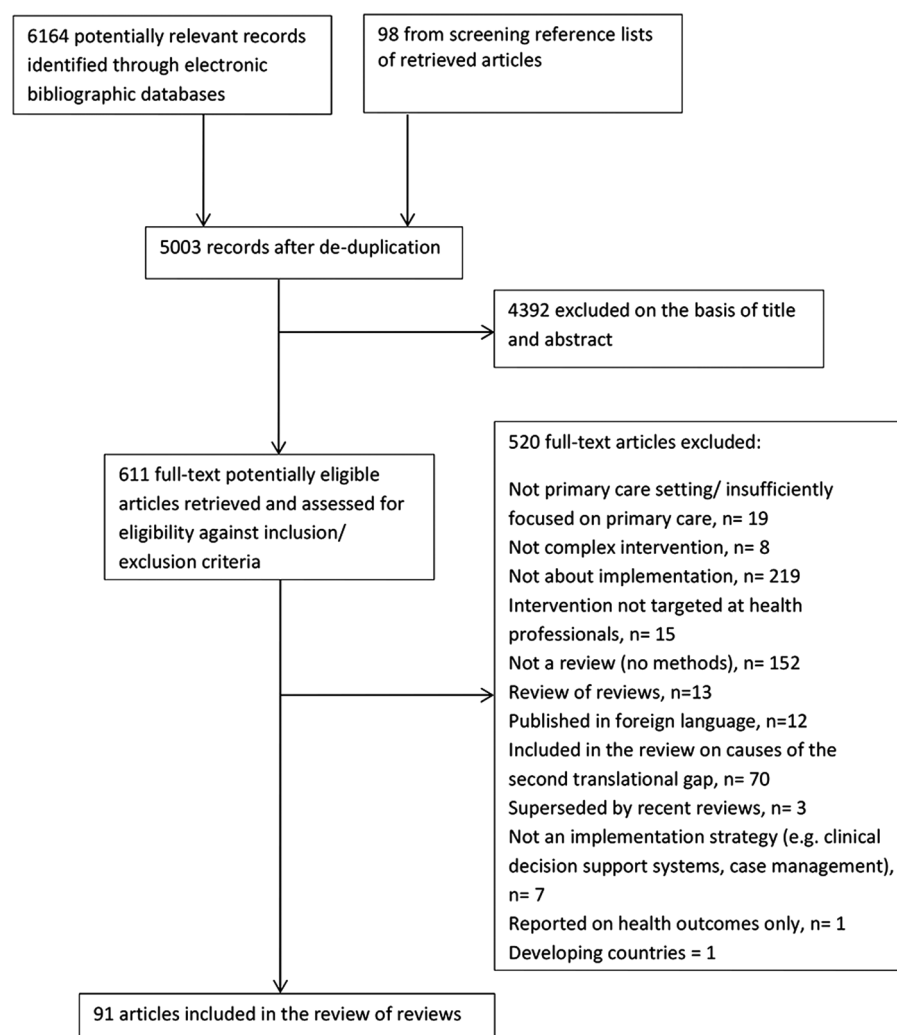 6164 potentially relevant records
identified through electronic
bibliographic databases
98 from screening reference lists
of retrieved articles
5003 records after de-duplication
4392 excluded on the basis of title
and abstract
611 full-text potentially eligible
articles retrieved and assessed for
eligibility against inclusion/
exclusion criteria
520 full-text articles excluded:
Not primary care setting/ insufficiently
focused on primary care, n= 19
Not complex intervention, n= 8
Not about implementation, n= 219
Intervention not targeted at health
professionals, n= 15
Not a review (no methods), n= 152
Review of reviews, n=13
Published in foreign language, n=12
Included in the review on causes of the
second translational gap, n= 70
Superseded by recent reviews, n= 3
Not an implementation strategy (e.g. clinical
decision support systems, case management),
n= 7
Reported on health outcomes only, n= 1
Developing countries = 1
91 articles included in the review of reviews